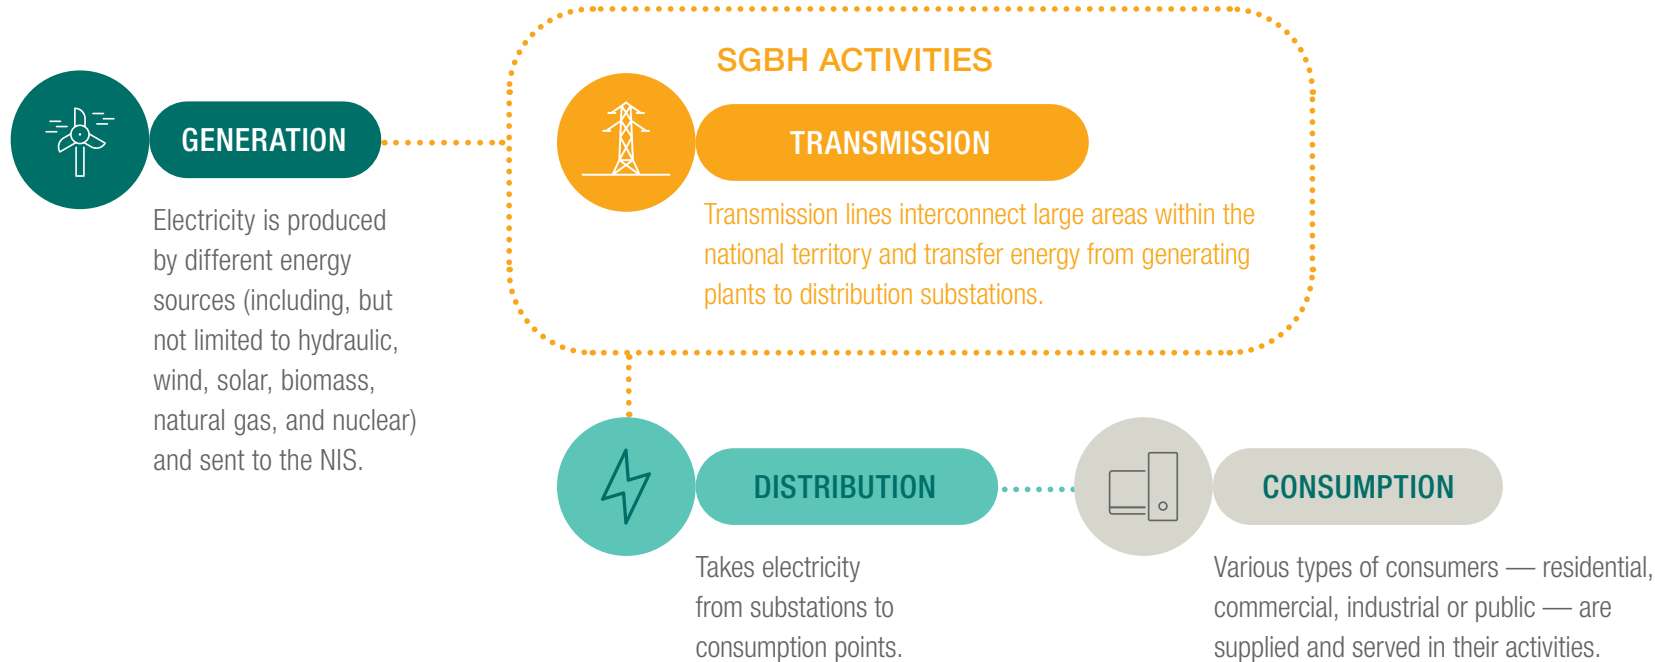 GENERATION
Electricity is produced
by different energy
sources (including, but
not limited to hydraulic,
wind, solar, biomass,
natural gas, and nuclear)
and sent to the NIS.
SGBH ACTIVITIES
TRANSMISSION
Transmission lines interconnect large areas within the
national territory and transfer energy from generating
plants to distribution substations.
DISTRIBUTION
Takes electricity
from substations to
consumption points.
CONSUMPTION
Various types of consumers — residential,
commercial, industrial or public — are
supplied and served in their activities.